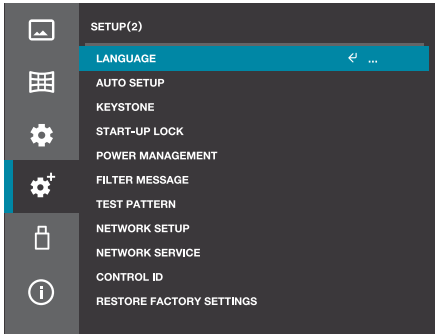 SETUP(2)
LANGUAGE ...
AUTO SETUP
KEYSTONE
START-UP LOCK
POWER MANAGEMENT
FILTER MESSAGE
TEST PATTERN
NETWORK SETUP
NETWORK SERVICE
CONTROL ID
RESTORE FACTORY SETTINGS